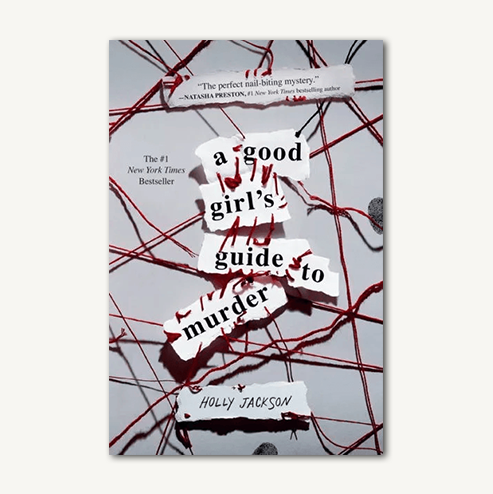 "The perfect nail-biting mystery."
—NATASHA PRESTON, #1 New York Times bestselling author
The #1
New York Times
Bestseller
a good
girl's
guide to
murder
HOLLY JACKSON